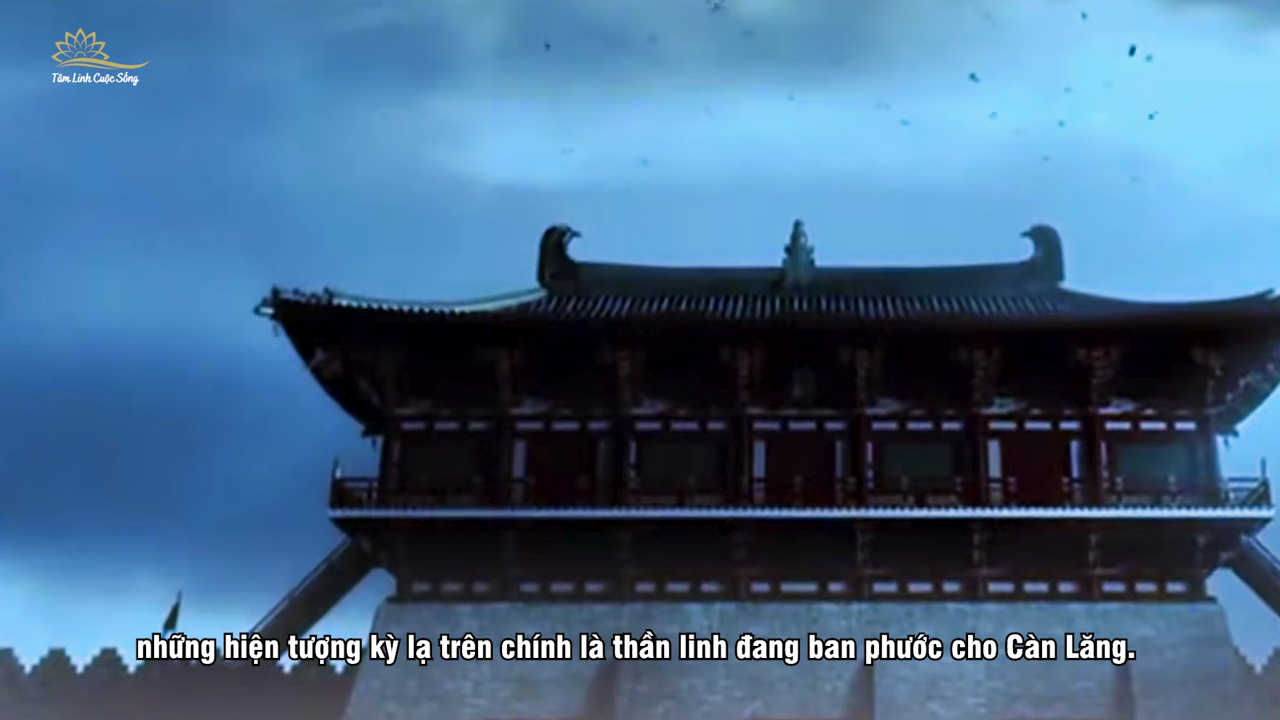 Tâm Linh Cuộc Sống
những hiện tượng kỳ lạ trên chính là thần linh đang ban phước cho Càn Lăng.